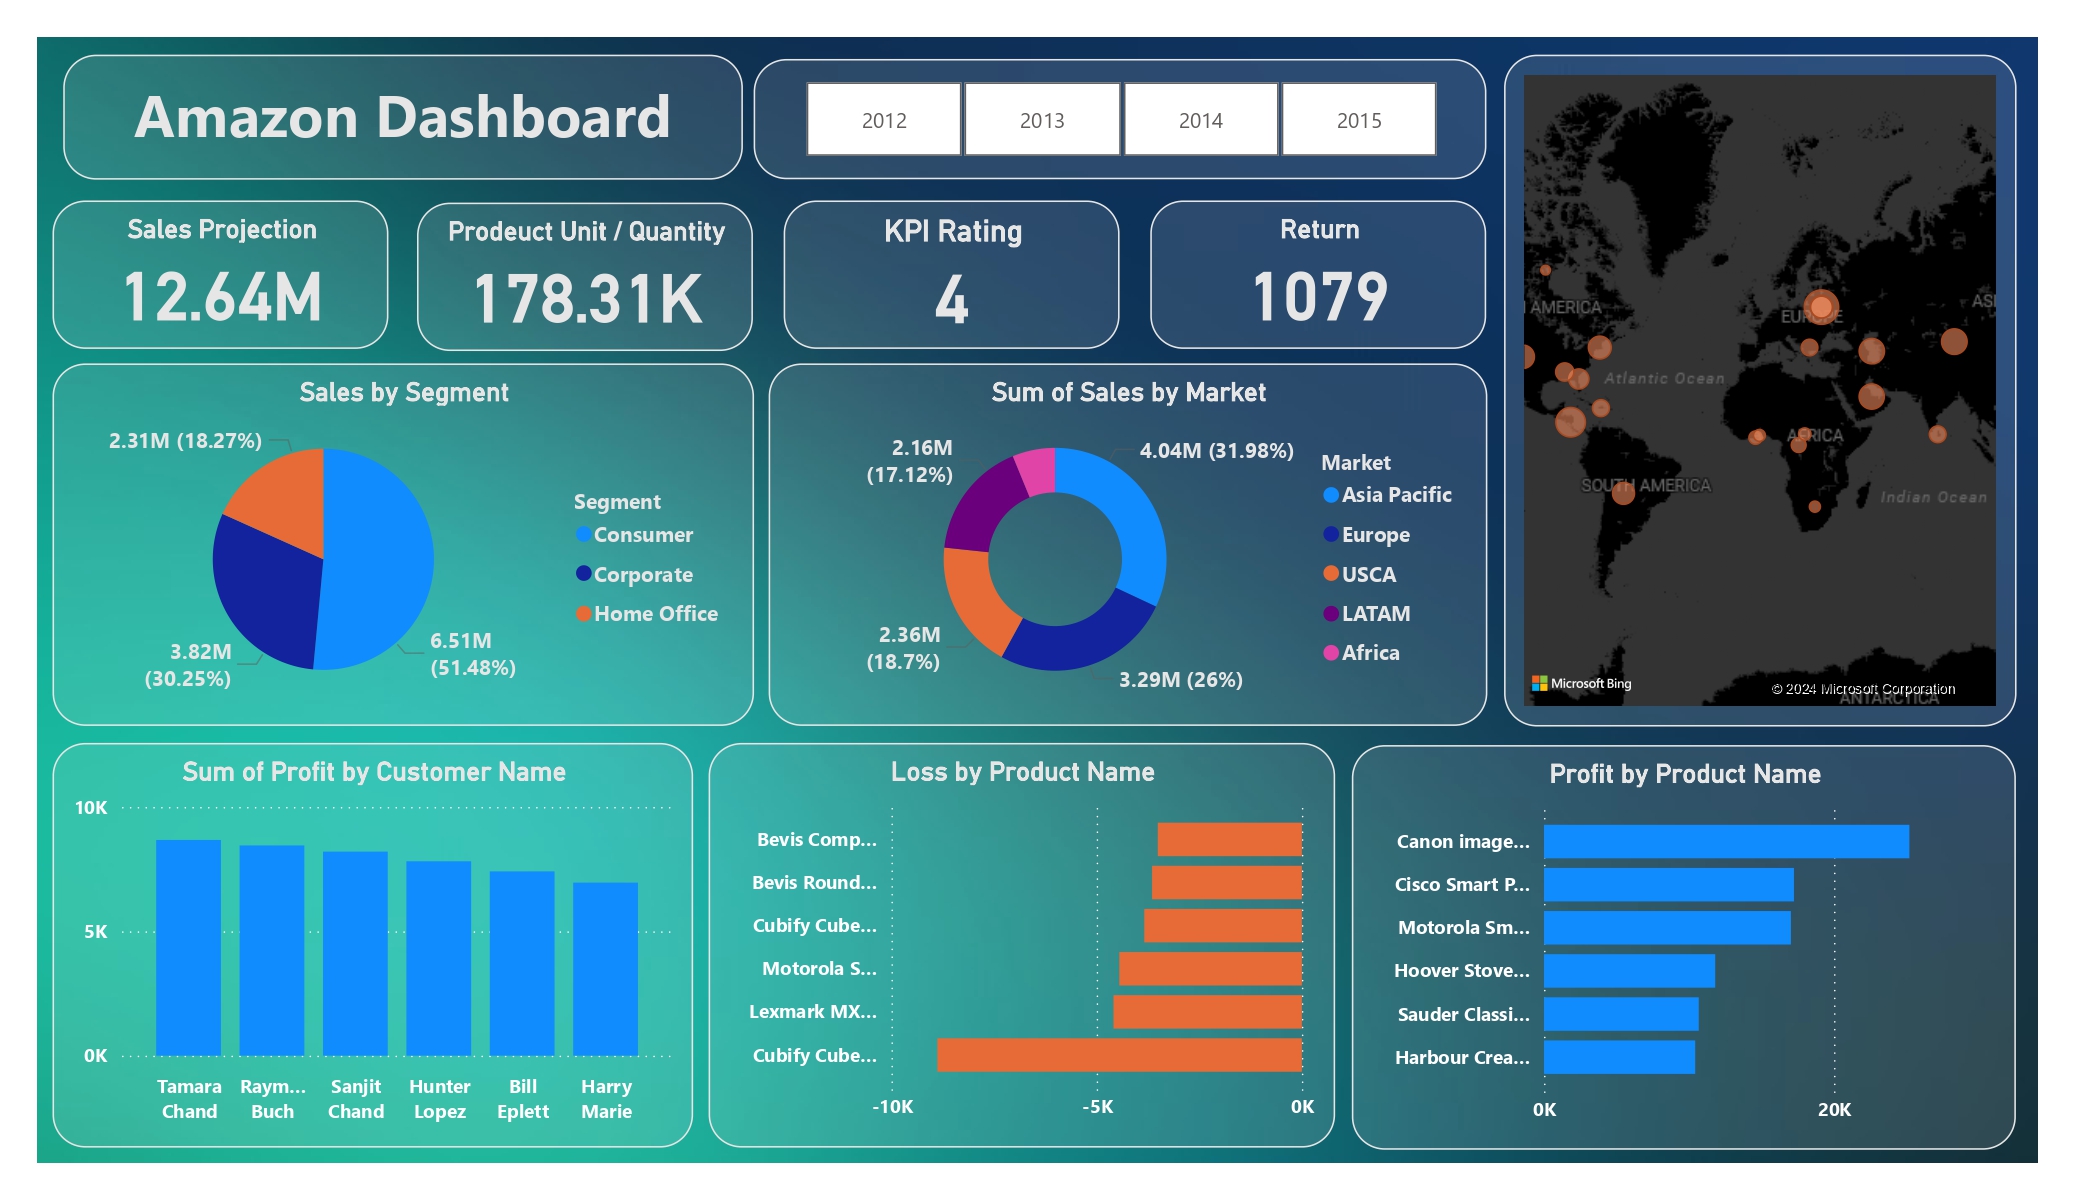 Amazon Dashboard
2012
2013
2014
2015
Sales Projection
12.64M
Prodeuct Unit / Quantity
178.31K
KPI Rating
4
Return
1079
AMERICA
EUROPE
ASI
Atlantic Ocean
AFRICA
SOUTH AMERICA
Indian Ocean
ANTARCTICA
Microsoft Bing
© 2024 Microsoft Corporation
Sales by Segment
2.31M (18.27%)
3.82M
(30.25%)
6.51M
(51.48%)
Segment
Consumer
Corporate
Home Office
Sum of Sales by Market
2.16M
(17.12%)
4.04M (31.98%)
2.36M
(18.7%)
3.29M (26%)
Market
Asia Pacific
Europe
USCA
LATAM
Africa
Sum of Profit by Customer Name
10K
5K
0K
Tamara
Chand
Raym...
Buch
Sanjit
Chand
Hunter
Lopez
Bill
Eplett
Harry
Marie
Loss by Product Name
Bevis Comp...
Bevis Round...
Cubify Cube...
Motorola S...
Lexmark MX...
Cubify Cube...
-10K
-5K
0K
Profit by Product Name
Canon image...
Cisco Smart P...
Motorola Sm...
Hoover Stove...
Sauder Classi...
Harbour Crea...
0K
20K